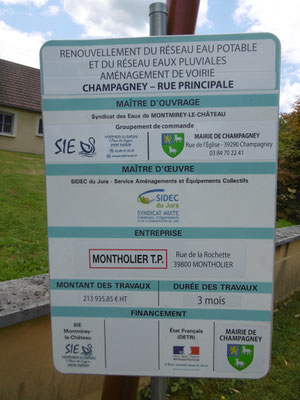 RENOUVELLEMENT DU RÉSEAU EAU POTABLE
ET DU RÉSEAU EAUX PLUVIALES
AMÉNAGEMENT DE VOIRIE
CHAMPAGNEY – RUE PRINCIPALE
MAÎTRE D'OUVRAGE
Syndicat des Eaux de MONTMIREY-LE-CHÂTEAU
Groupement de commande
SIE
MAIRIE DE CHAMPAGNEY
Rue de l'Église - 39290 Champagney
03 84 70 22 41
MAÎTRE D'ŒUVRE
SIDEC du Jura - Service Aménagements et Équipements Collectifs
SIDEC
du Jura
SYNDICAT MIXTE
ENTREPRISE
MONTHOLIER T.P.
Rue de la Rochette
39800 MONTHOLIER
MONTANT DES TRAVAUX
213 935,85 € HT
DURÉE DES TRAVAUX
3 mois
FINANCEMENT
SIE
Montmirey-
le-Château
SIE
État Français
(DETR)
MAIRIE DE
CHAMPAGNEY